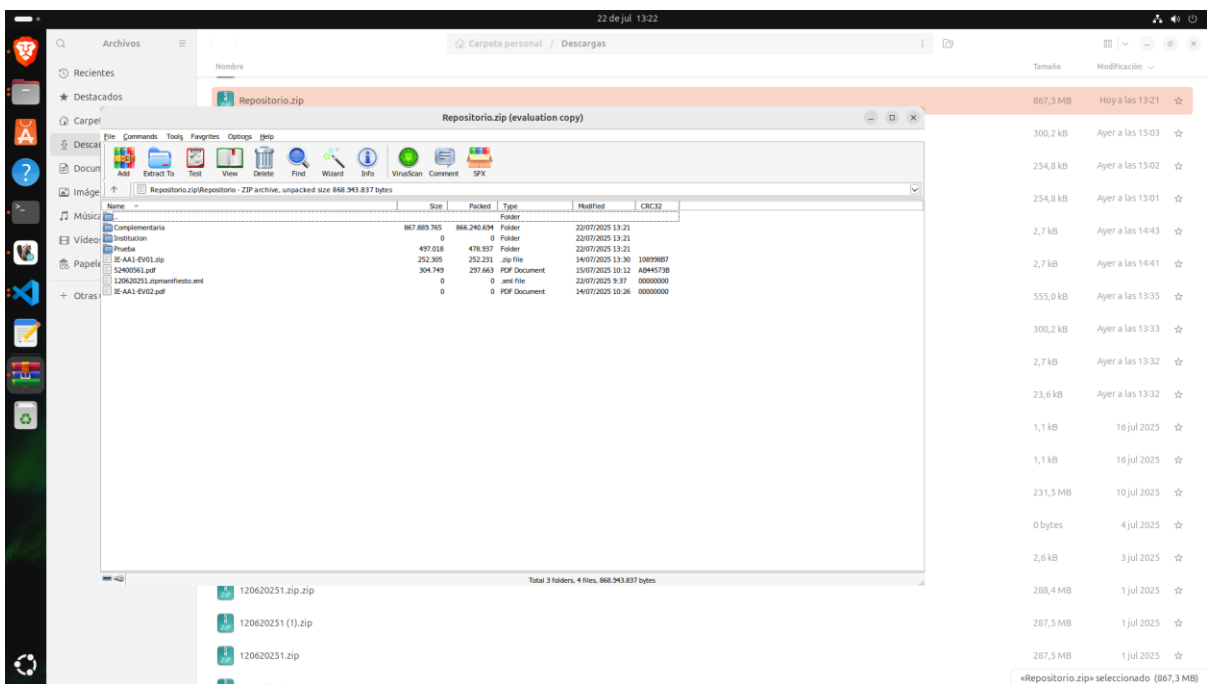 22 de jul 13:22
Archivos
Carpeta personal / Descargas
Recientes
Nombre
Tamaño
Modificación
Destacados
Repositorio.zip
867,3 MB
Hoy a las 13:21
Repositorio.zip (evaluation copy)
File Commands Tools Favorites Options Help
300,2 kB
Ayer a las 15:03
Add
Extract To
Test
View
Delete
Find
Wizard
Info
VirusScan
Comment
SFX
254,8 kB
Ayer a las 15:02
Repositorio.zip\Repositorio - ZIP archive, unpacked size 868.943.837 bytes
254,8 kB
Ayer a las 15:01
Name Size Packed Type Modified CRC32
.. Folder
Complementaria 867.889.765 866.240.694 Folder 22/07/2025 13:21
Institucion 0 0 Folder 22/07/2025 13:21
Prueba 497.018 478.937 Folder 22/07/2025 13:21
IE-AA1-EV01.zip 252.305 252.231 .zip file 14/07/2025 13:30 108998B7
52400561.pdf 304.749 297.663 PDF Document 15/07/2025 10:12 AB44573B
120620251.zipmanifiesto.xml 0 0 .xml file 22/07/2025 9:37 00000000
IE-AA1-EV02.pdf 0 0 PDF Document 14/07/2025 10:26 00000000
2,7 kB
Ayer a las 14:43
2,7 kB
Ayer a las 14:41
+ Otras
555,0 kB
Ayer a las 13:35
300,2 kB
Ayer a las 13:33
2,7 kB
Ayer a las 13:32
23,6 kB
Ayer a las 13:32
1,1 kB
16 jul 2025
1,1 kB
16 jul 2025
231,5 MB
10 jul 2025
0 bytes
4 jul 2025
2,6 kB
3 jul 2025
Total 3 folders, 4 files, 868.943.837 bytes
120620251.zip.zip
288,4 MB
1 jul 2025
120620251 (1).zip
287,5 MB
1 jul 2025
120620251.zip
287,5 MB
1 jul 2025
«Repositorio.zip» seleccionado (867,3 MB)